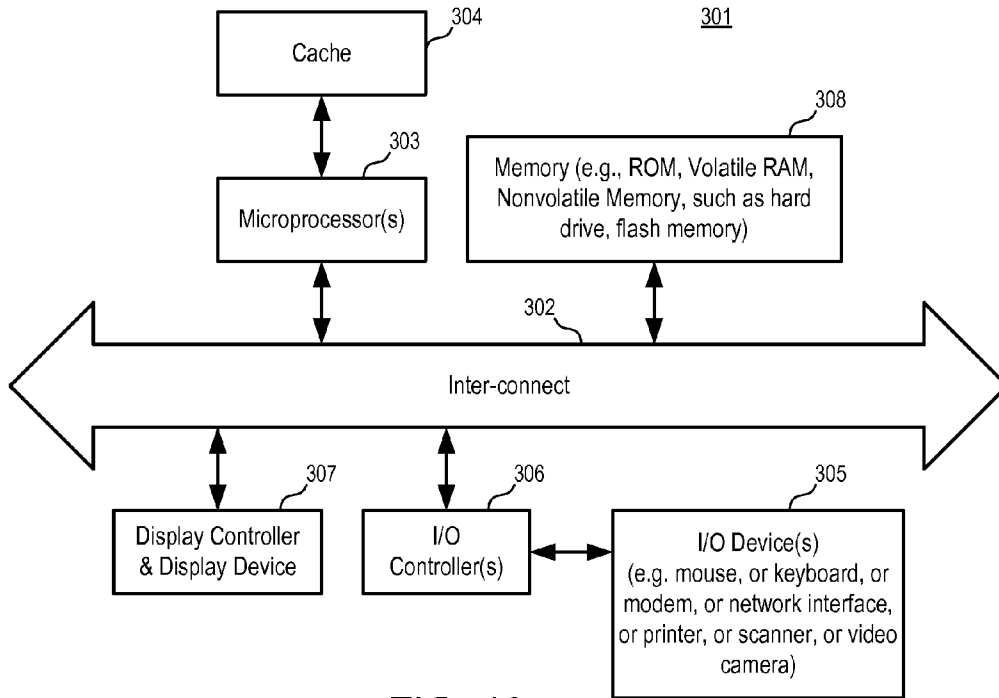 304
301
Cache
303
308
Memory (e.g., ROM, Volatile RAM,
Nonvolatile Memory, such as hard
drive, flash memory)
Microprocessor(s)
302
Inter-connect
307
306
305
Display Controller
& Display Device
I/O
Controller(s)
I/O Device(s)
(e.g. mouse, or keyboard, or
modem, or network interface,
or printer, or scanner, or video
camera)